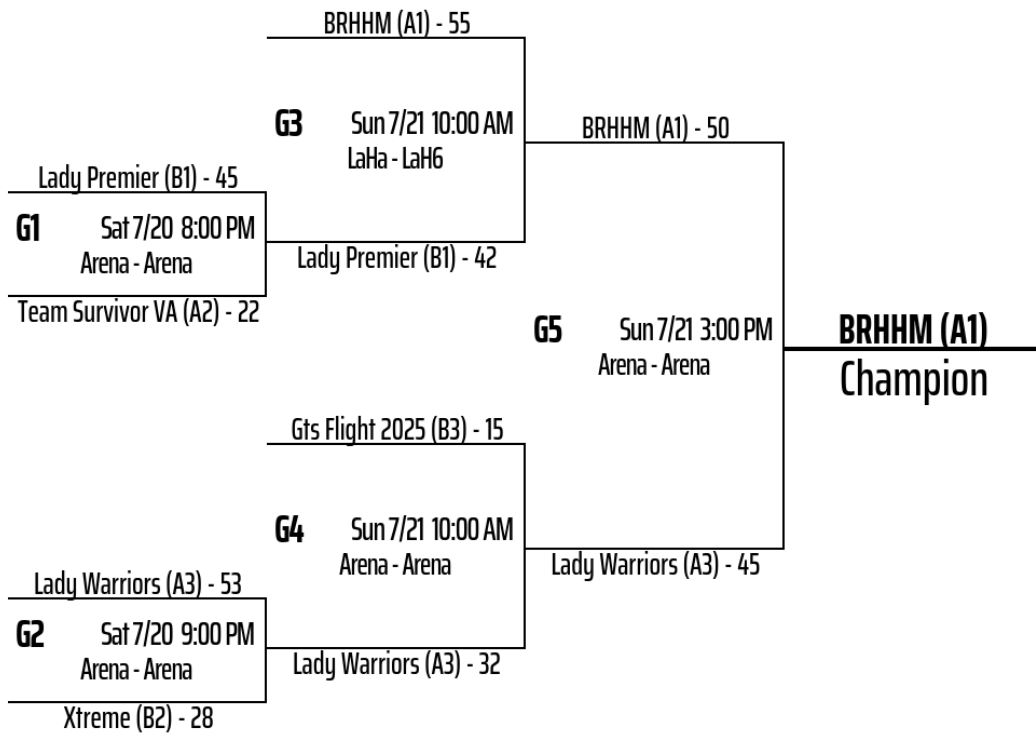 BRHHM (A1) - 55
G3 Sun 7/21 10:00 AM
LaHa - LaH6
BRHHM (A1) - 50
Lady Premier (B1) - 45
G1 Sat 7/20 8:00 PM
Arena - Arena
Lady Premier (B1) - 42
Team Survivor VA (A2) - 22
G5 Sun 7/21 3:00 PM
Arena - Arena
BRHHM (A1)
Champion
Gts Flight 2025 (B3) - 15
G4 Sun 7/21 10:00 AM
Arena - Arena
Lady Warriors (A3) - 45
Lady Warriors (A3) - 53
G2 Sat 7/20 9:00 PM
Arena - Arena
Lady Warriors (A3) - 32
Xtreme (B2) - 28